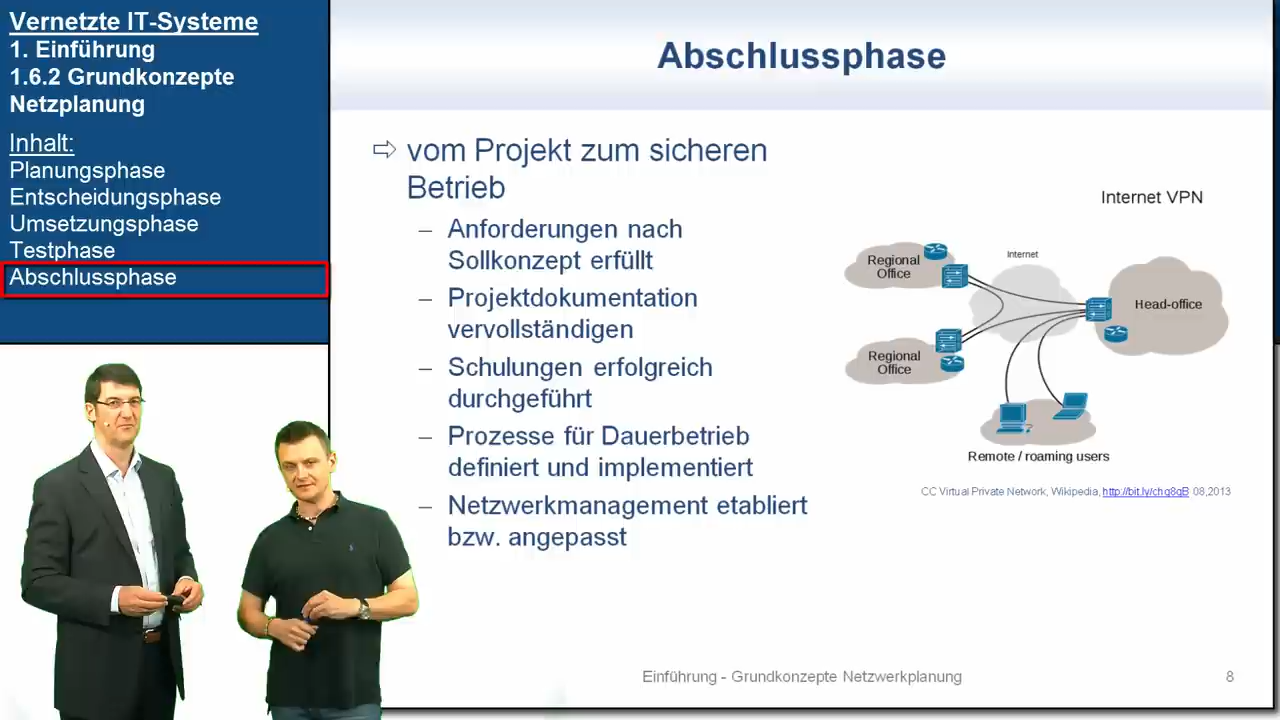 Vernetzte IT-Systeme
1. Einführung
1.6.2 Grundkonzepte
Netzplanung
Inhalt:
Planungsphase
Entscheidungsphase
Umsetzungsphase
Testphase
Abschlussphase
Abschlussphase
⇨ vom Projekt zum sicheren
Betrieb
– Anforderungen nach
Sollkonzept erfüllt
– Projektdokumentation
vervollständigen
– Schulungen erfolgreich
durchgeführt
– Prozesse für Dauerbetrieb
definiert und implementiert
– Netzwerkmanagement etabliert
bzw. angepasst
Internet VPN
Internet
Regional
Office
Head-office
Regional
Office
Remote / roaming users
CC Virtual Private Network, Wikipedia, http://bit.ly/chg8gB 08,2013
Einführung - Grundkonzepte Netzwerkplanung
8